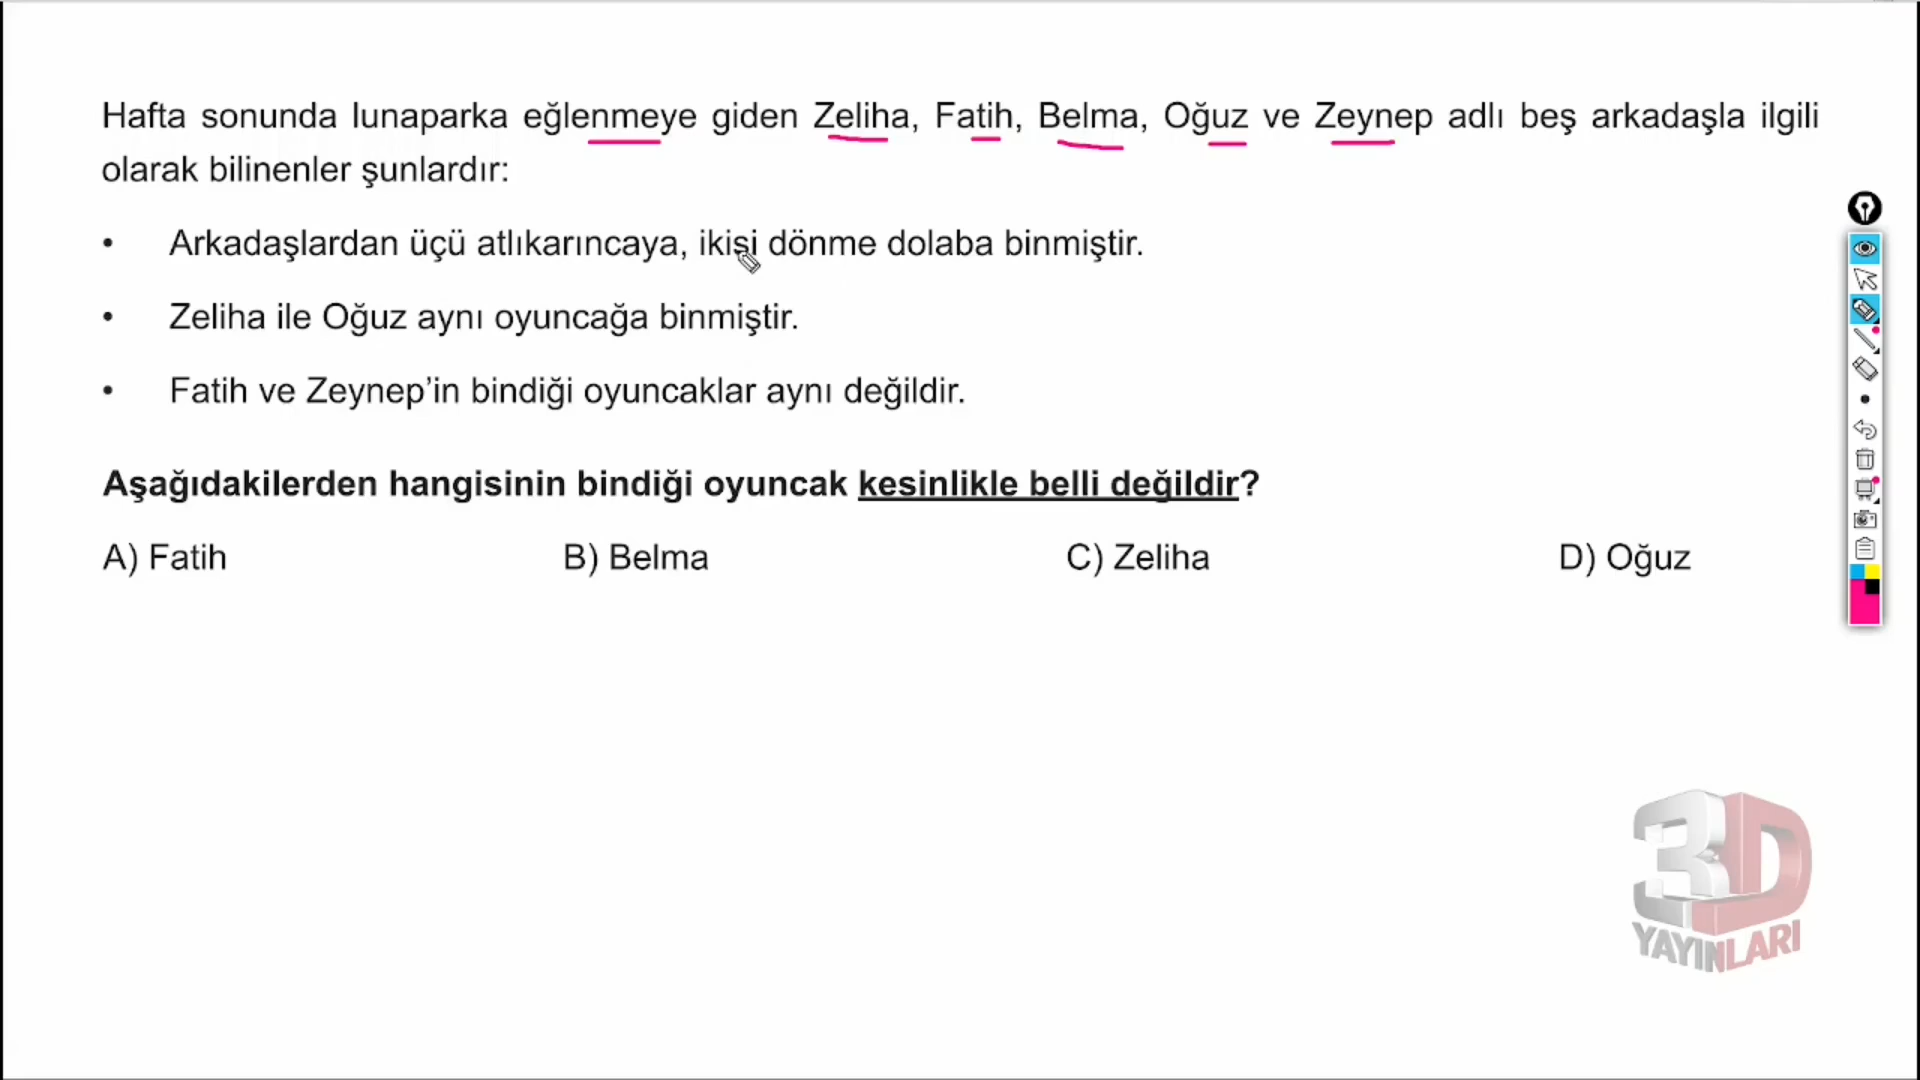 Hafta sonunda lunaparka eğlenmeye giden Zeliha, Fatih, Belma, Oğuz ve Zeynep adlı beş arkadaşla ilgili
olarak bilinenler şunlardır:
• Arkadaşlardan üçü atlıkarıncaya, ikisi dönme dolaba binmiştir.
• Zeliha ile Oğuz aynı oyuncağa binmiştir.
• Fatih ve Zeynep’in bindiği oyuncaklar aynı değildir.
Aşağıdakilerden hangisinin bindiği oyuncak kesinlikle belli değildir?
A) Fatih B) Belma C) Zeliha D) Oğuz
3D
YAYINLARI